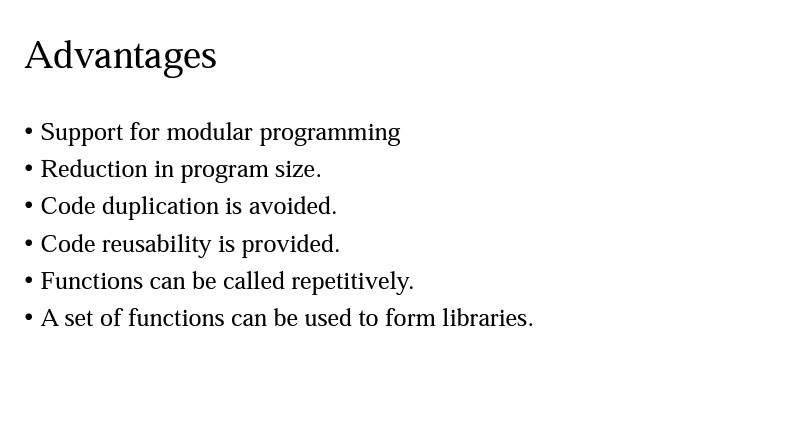 Advantages
• Support for modular programming
• Reduction in program size.
• Code duplication is avoided.
• Code reusability is provided.
• Functions can be called repetitively.
• A set of functions can be used to form libraries.